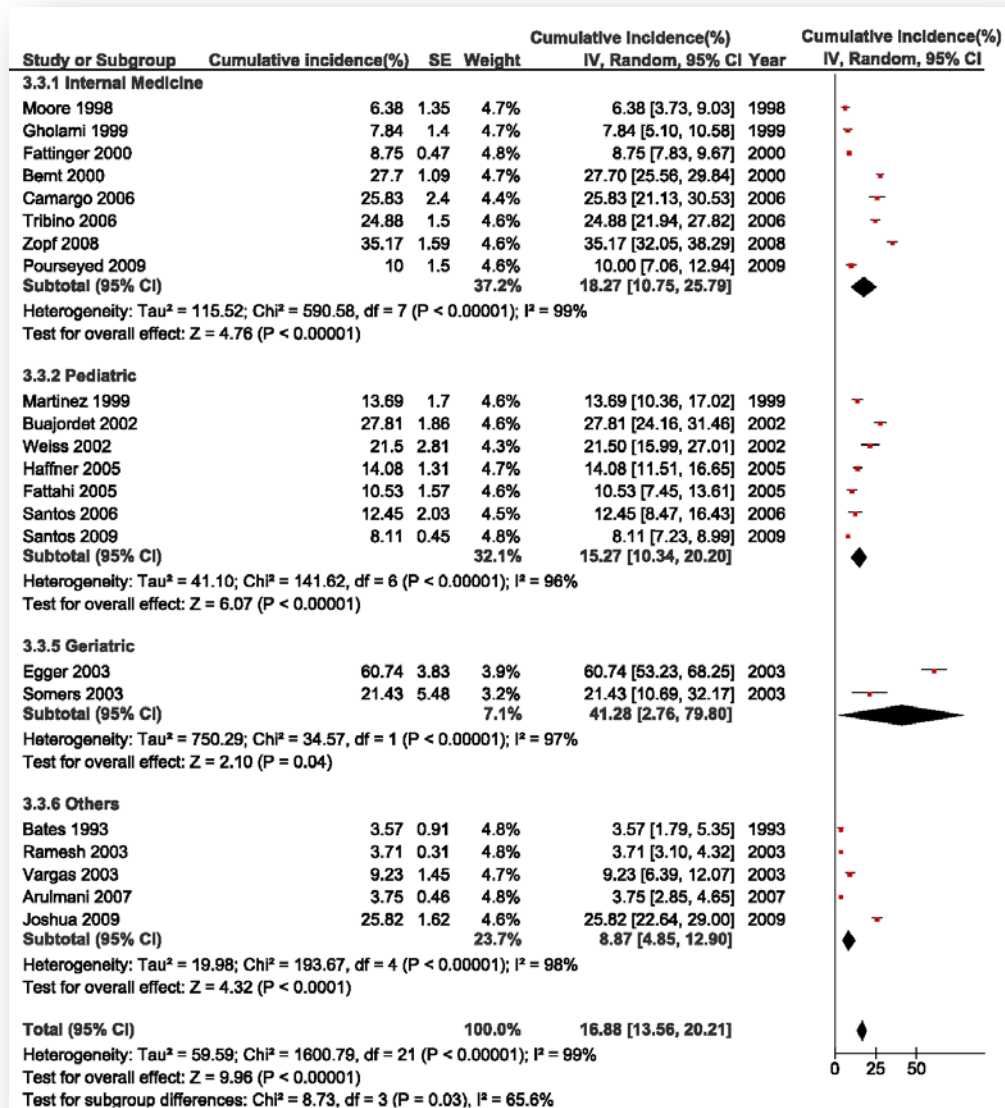 Cumulative Incidence(%) Cumulative Incidence(%)
Study or Subgroup Cumulative incidence(%) SE Weight IV, Random, 95% CI Year IV, Random, 95% CI
3.3.1 Internal Medicine
Moore 1998 6.38 1.35 4.7% 6.38 [3.73, 9.03] 1998
Gholami 1999 7.84 1.4 4.7% 7.84 [5.10, 10.58] 1999
Fattinger 2000 8.75 0.47 4.8% 8.75 [7.83, 9.67] 2000
Bemt 2000 27.7 1.09 4.7% 27.70 [25.56, 29.84] 2000
Camargo 2006 25.83 2.4 4.4% 25.83 [21.13, 30.53] 2006
Tribino 2006 24.88 1.5 4.6% 24.88 [21.94, 27.82] 2006
Zopf 2008 35.17 1.59 4.6% 35.17 [32.05, 38.29] 2008
Pourseyed 2009 10 1.5 4.6% 10.00 [7.06, 12.94] 2009
Subtotal (95% CI) 37.2% 18.27 [10.75, 25.79]
Heterogeneity: Tau² = 115.52; Chi² = 590.58, df = 7 (P < 0.00001); I² = 99%
Test for overall effect: Z = 4.76 (P < 0.00001)
3.3.2 Pediatric
Martinez 1999 13.69 1.7 4.6% 13.69 [10.36, 17.02] 1999
Buajordet 2002 27.81 1.86 4.6% 27.81 [24.16, 31.46] 2002
Weiss 2002 21.5 2.81 4.3% 21.50 [15.99, 27.01] 2002
Haffner 2005 14.08 1.31 4.7% 14.08 [11.51, 16.65] 2005
Fattahi 2005 10.53 1.57 4.6% 10.53 [7.45, 13.61] 2005
Santos 2006 12.45 2.03 4.5% 12.45 [8.47, 16.43] 2006
Santos 2009 8.11 0.45 4.8% 8.11 [7.23, 8.99] 2009
Subtotal (95% CI) 32.1% 15.27 [10.34, 20.20]
Heterogeneity: Tau² = 41.10; Chi² = 141.62, df = 6 (P < 0.00001); I² = 96%
Test for overall effect: Z = 6.07 (P < 0.00001)
3.3.5 Geriatric
Egger 2003 60.74 3.83 3.9% 60.74 [53.23, 68.25] 2003
Somers 2003 21.43 5.48 3.2% 21.43 [10.69, 32.17] 2003
Subtotal (95% CI) 7.1% 41.28 [2.76, 79.80]
Heterogeneity: Tau² = 750.29; Chi² = 34.57, df = 1 (P < 0.00001); I² = 97%
Test for overall effect: Z = 2.10 (P = 0.04)
3.3.6 Others
Bates 1993 3.57 0.91 4.8% 3.57 [1.79, 5.35] 1993
Ramesh 2003 3.71 0.31 4.8% 3.71 [3.10, 4.32] 2003
Vargas 2003 9.23 1.45 4.7% 9.23 [6.39, 12.07] 2003
Arulmani 2007 3.75 0.46 4.8% 3.75 [2.85, 4.65] 2007
Joshua 2009 25.82 1.62 4.6% 25.82 [22.64, 29.00] 2009
Subtotal (95% CI) 23.7% 8.87 [4.85, 12.90]
Heterogeneity: Tau² = 19.98; Chi² = 193.67, df = 4 (P < 0.00001); I² = 98%
Test for overall effect: Z = 4.32 (P < 0.0001)
Total (95% CI) 100.0% 16.88 [13.56, 20.21]
Heterogeneity: Tau² = 59.59; Chi² = 1600.79, df = 21 (P < 0.00001); I² = 99%
Test for overall effect: Z = 9.96 (P < 0.00001)
Test for subgroup differences: Chi² = 8.73, df = 3 (P = 0.03), I² = 65.6%
0 25 50